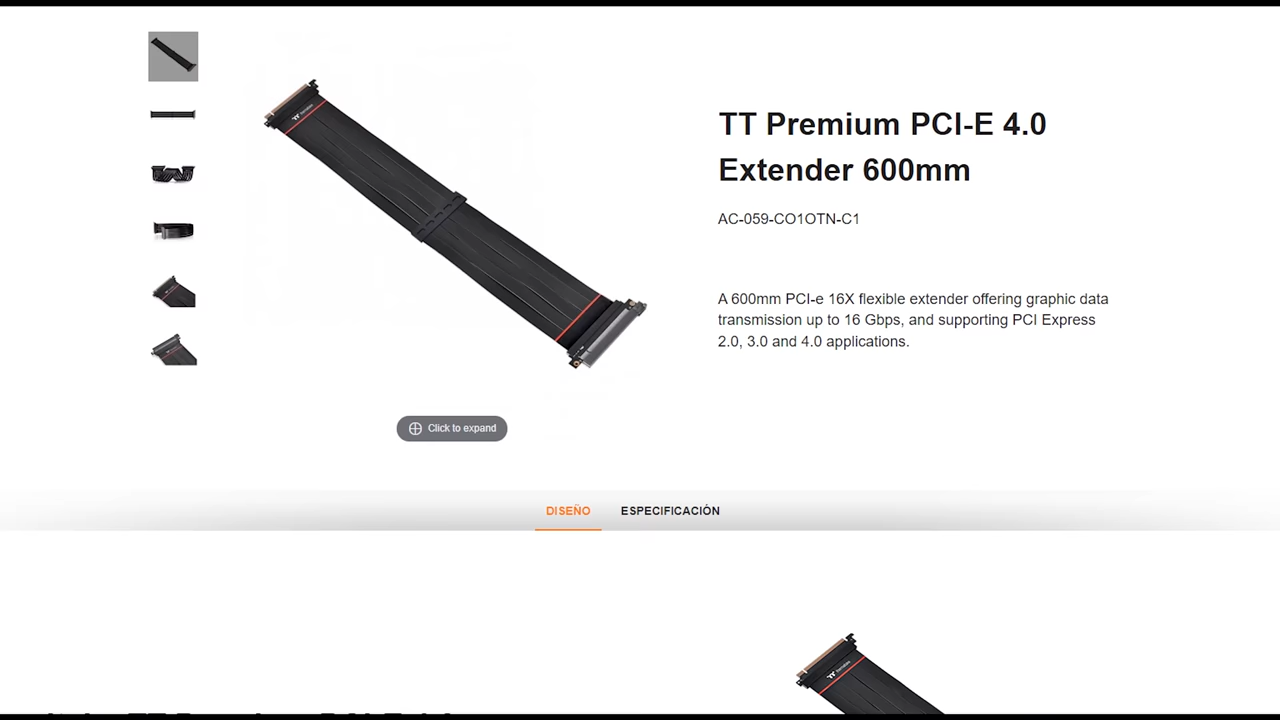 TT Premium PCI-E 4.0
Extender 600mm
AC-059-CO1OTN-C1
A 600mm PCI-e 16X flexible extender offering graphic data
transmission up to 16 Gbps, and supporting PCI Express
2.0, 3.0 and 4.0 applications.
Click to expand
DISEÑO
ESPECIFICACIÓN